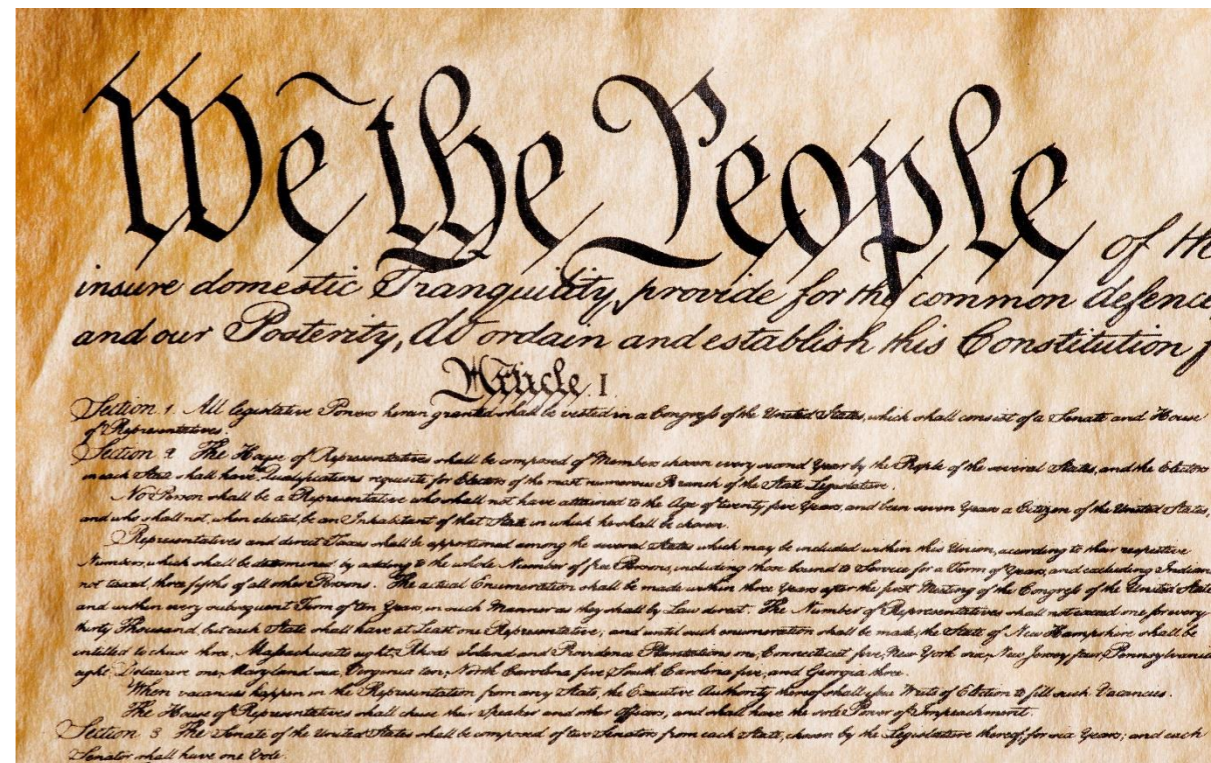 We the People of the
insure domestic Tranquility, provide for the common defence,
and our Posterity, do ordain and establish this Constitution f
Article. I
Section. 1. All legislative Powers herein granted shall be vested in a Congress of the United States, which shall consist of a Senate and House
of Representatives.
Section. 2. The House of Representatives shall be composed of Members chosen every second Year by the People of the several States, and the Electors
in each State shall have the Qualifications requisite for Electors of the most numerous Branch of the State Legislature.
No Person shall be a Representative who shall not have attained to the Age of twenty five Years, and been seven Years a Citizen of the United States,
and who shall not, when elected, be an Inhabitant of that State in which he shall be chosen.
Representatives and direct Taxes shall be apportioned among the several States which may be included within this Union, according to their respective
Numbers, which shall be determined by adding to the whole Number of free Persons, including those bound to Service for a Term of Years, and excluding Indians
not taxed, three fifths of all other Persons. The actual Enumeration shall be made within three Years after the first Meeting of the Congress of the United State
and within every subsequent Term of ten Years, in such Manner as they shall by Law direct. The Number of Representatives shall not exceed one for every
thirty Thousand, but each State shall have at Least one Representative; and until such enumeration shall be made, the State of New Hampshire shall be
entitled to chuse three, Massachusetts eight, Rhode Island and Providence Plantations one, Connecticut five, New York six, New Jersey four, Pennsylvania
eight, Delaware one, Maryland six, Virginia ten, North Carolina five, South Carolina five, and Georgia three.
When vacancies happen in the Representation from any State, the Executive Authority thereof shall issue Writs of Election to fill such Vacancies.
The House of Representatives shall chuse their Speaker and other Officers; and shall have the sole Power of Impeachment.
Section. 3. The Senate of the United States shall be composed of two Senators from each State, chosen by the Legislature thereof, for six Years; and each
Senator shall have one Vote.